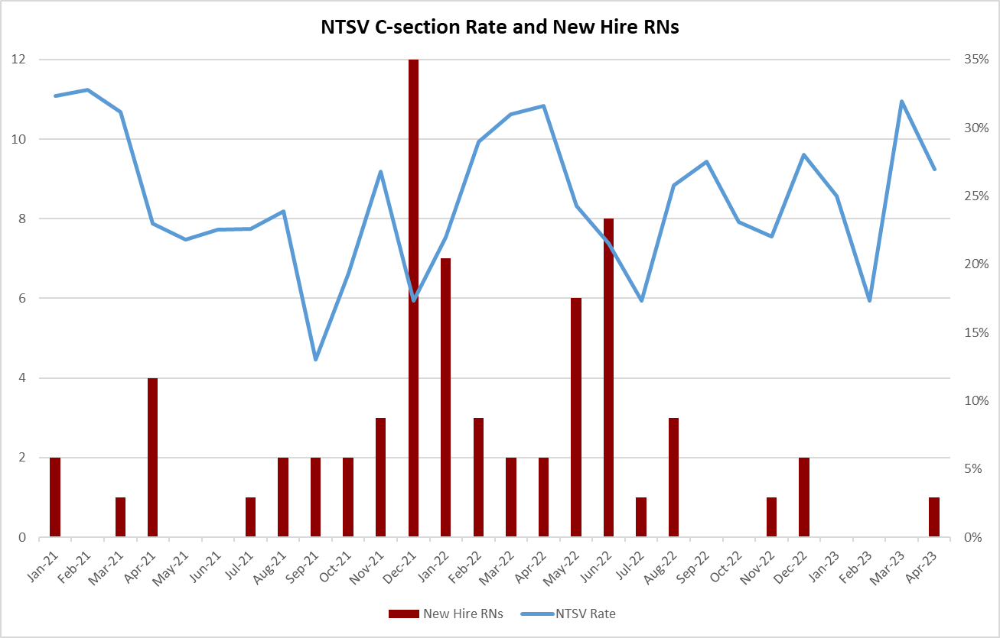 NTSV C-section Rate and New Hire RNs
12
10
8
6
4
2
0
35%
30%
25%
20%
15%
10%
5%
0%
Jan-21
Feb-21
Mar-21
Apr-21
May-21
Jun-21
Jul-21
Aug-21
Sep-21
Oct-21
Nov-21
Dec-21
Jan-22
Feb-22
Mar-22
Apr-22
May-22
Jun-22
Jul-22
Aug-22
Sep-22
Oct-22
Nov-22
Dec-22
Jan-23
Feb-23
Mar-23
Apr-23
New Hire RNs
NTSV Rate